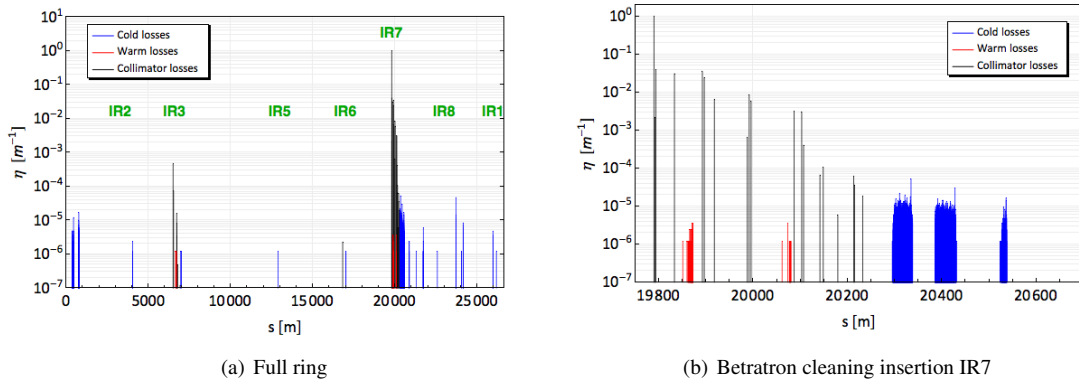 Cold losses
Warm losses
Collimator losses
IR7
IR2 IR3 IR5 IR6 IR8 IR1
10^1
10^0
10^-1
10^-2
10^-3
10^-4
10^-5
10^-6
10^-7
η [m^-1]
0 5000 10000 15000 20000 25000
s [m]
(a) Full ring
Cold losses
Warm losses
Collimator losses
10^0
10^-1
10^-2
10^-3
10^-4
10^-5
10^-6
10^-7
η [m^-1]
19800 20000 20200 20400 20600
s [m]
(b) Betratron cleaning insertion IR7